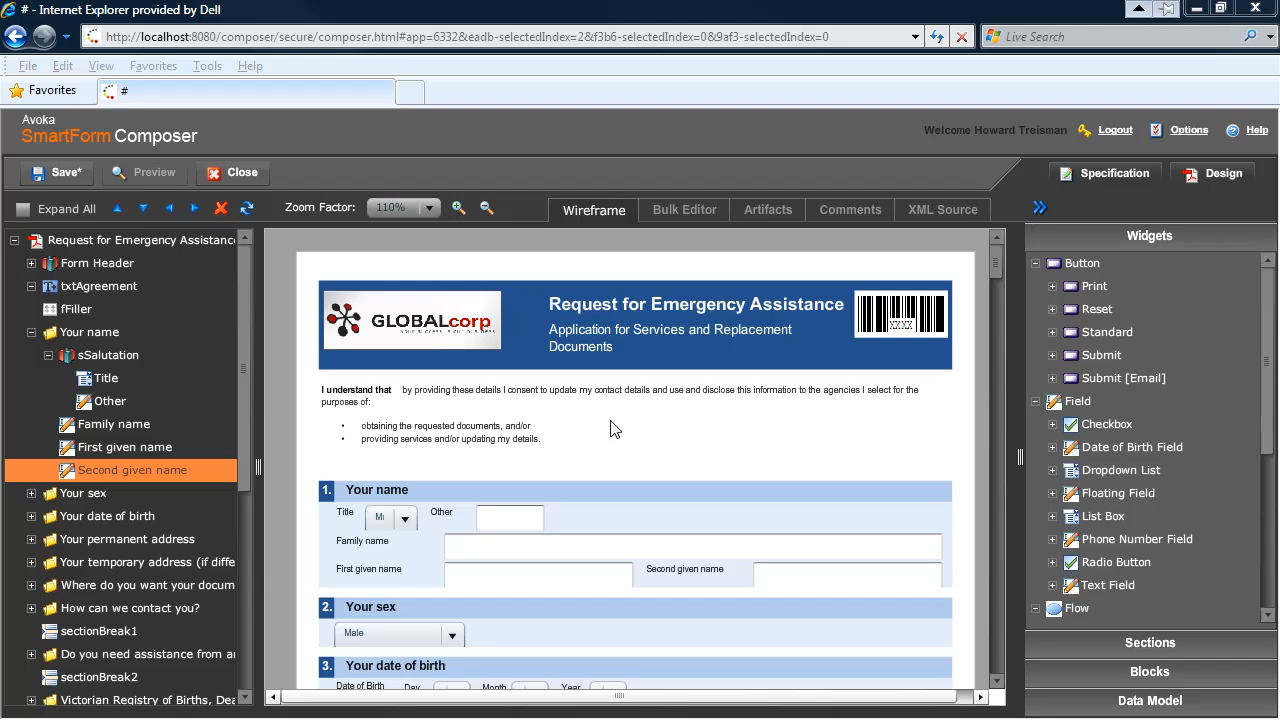 # - Internet Explorer provided by Dell
http://localhost:8080/composer/secure/composer.html#app=6332&eadb-selectedIndex=2&f3b6-selectedIndex=0&9af3-selectedIndex=0
Live Search
File Edit View Favorites Tools Help
Favorites
#
Avoka
SmartForm Composer
Welcome Howard Treisman
Logout
Options
Help
Save*
Preview
Close
Specification
Design
Expand All
Zoom Factor:
110%
Wireframe
Bulk Editor
Artifacts
Comments
XML Source
Request for Emergency Assistance
Form Header
txtAgreement
fFiller
Your name
sSalutation
Title
Other
Family name
First given name
Second given name
Your sex
Your date of birth
Your permanent address
Your temporary address (if diffe
Where do you want your docum
How can we contact you?
sectionBreak1
Do you need assistance from ar
sectionBreak2
Victorian Registry of Births, Dea
GLOBALcorp
Request for Emergency Assistance
Application for Services and Replacement
Documents
XXXX
I understand that by providing these details I consent to update my contact details and use and disclose this information to the agencies I select for the
purposes of:
• obtaining the requested documents, and/or
• providing services and/or updating my details.
1. Your name
Title
Other
Family name
First given name
Second given name
2. Your sex
Male
3. Your date of birth
Date of Birth
Day
Month
Year
Widgets
Button
Print
Reset
Standard
Submit
Submit [Email]
Field
Checkbox
Date of Birth Field
Dropdown List
Floating Field
List Box
Phone Number Field
Radio Button
Text Field
Flow
Sections
Blocks
Data Model